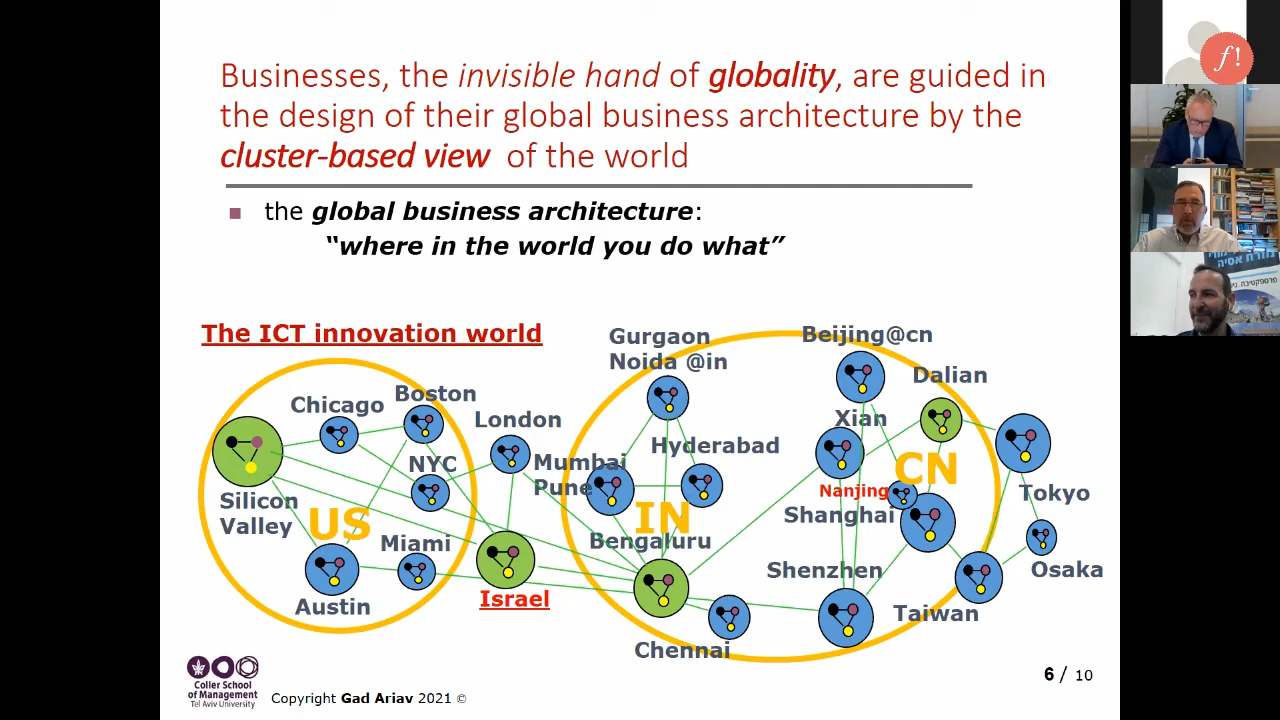 Businesses, the invisible hand of globality, are guided in
the design of their global business architecture by the
cluster-based view of the world
the global business architecture:
“where in the world you do what”
The ICT innovation world
Gurgaon
Noida @in
Beijing@cn
Dalian
Boston
Chicago
London
Xian
Hyderabad
NYC
Mumbai
Pune
CN
Nanjing
Tokyo
Silicon
Valley
US
IN
Shanghai
Bengaluru
Miami
Shenzhen
Osaka
Israel
Austin
Taiwan
Chennai
Coller School
of Management
Tel Aviv University
Copyright Gad Ariav 2021 ©
6 / 10
f!
מזרח אסיה